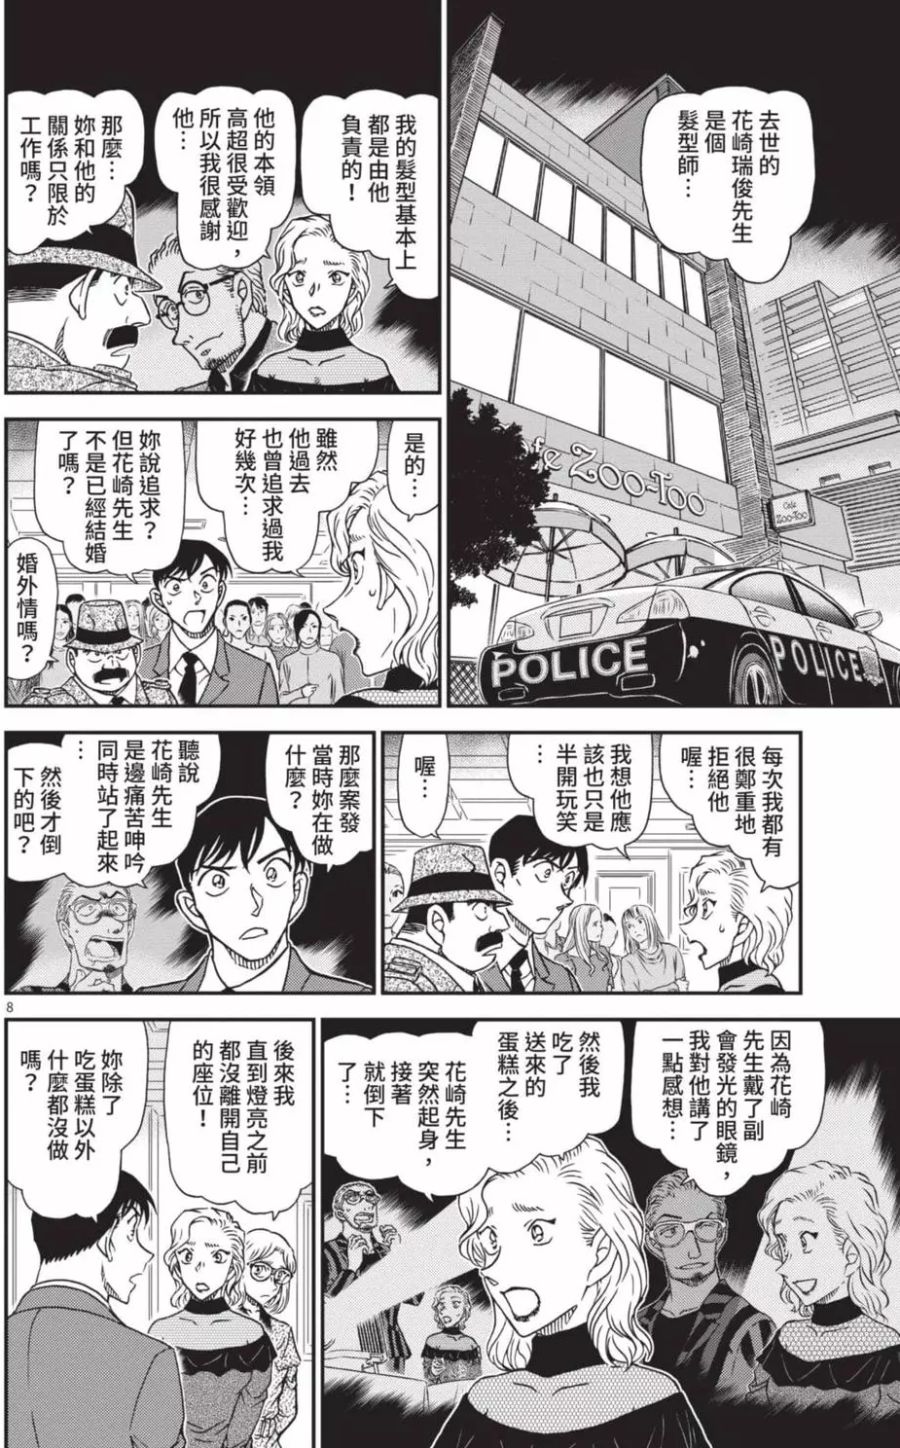 去世的
花崎瑞俊先生
是個
髮型師…
Cafe Zoo-Too
Cafe
Zoo-Too
POLICE
POLICE
我的髮型基本上
都是由他
負責的！
他的本領
高超很受歡迎，
所以我很感謝
他…
那麼…
妳和他的
關係只限於
工作嗎？
是的…
雖然
他過去
也曾追求過我
好幾次…
妳說追求？
但花崎先生
不是已經結婚
了嗎？
婚外情嗎？
每次我都有
很鄭重地
拒絕他
喔…
我想他應
該也只是
半開玩笑
…
喔…
那麼案發
當時妳在做
什麼？
聽說
花崎先生
是邊痛苦呻吟
同時站了起來
…
然後才倒
下的吧？
8
因為花崎
先生戴了副
會發光的眼鏡，
我對他講了
一點感想…
然後我
吃了
送來的
蛋糕之後…
花崎先生
突然起身，
接著
就倒下
了…
後來我
直到燈亮之前
都沒離開自己
的座位！
妳除了
吃蛋糕以外
什麼都沒做
嗎？